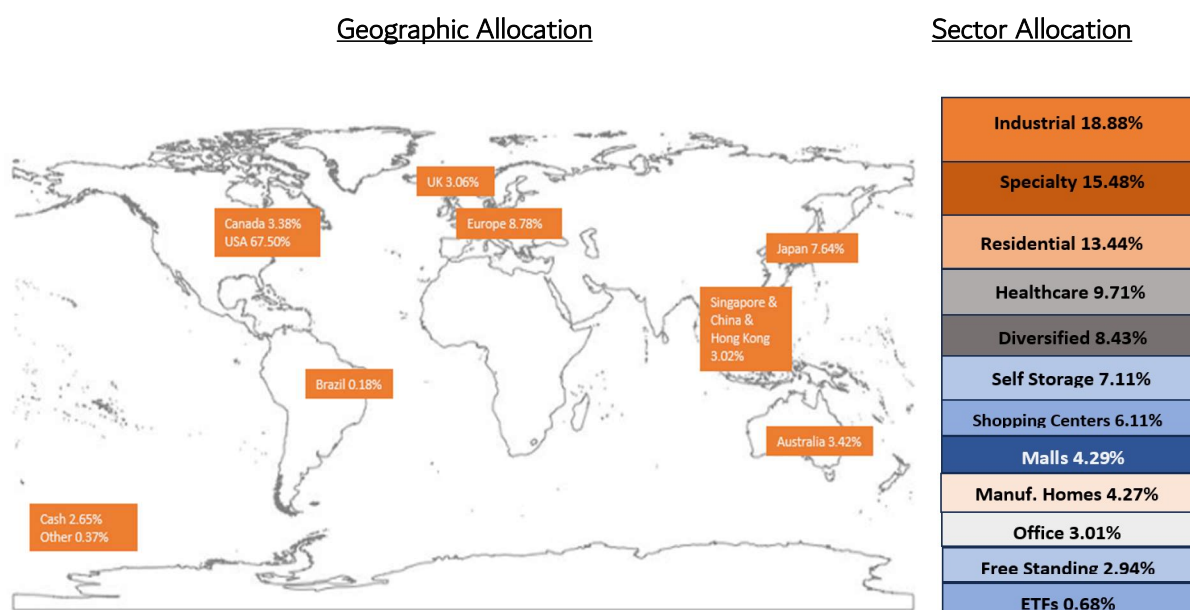 Geographic Allocation
Sector Allocation
UK 3.06%
Canada 3.38%
USA 67.50%
Europe 8.78%
Japan 7.64%
Singapore &
China &
Hong Kong
3.02%
Brazil 0.18%
Australia 3.42%
Cash 2.65%
Other 0.37%
Industrial 18.88%
Specialty 15.48%
Residential 13.44%
Healthcare 9.71%
Diversified 8.43%
Self Storage 7.11%
Shopping Centers 6.11%
Malls 4.29%
Manuf. Homes 4.27%
Office 3.01%
Free Standing 2.94%
ETFs 0.68%